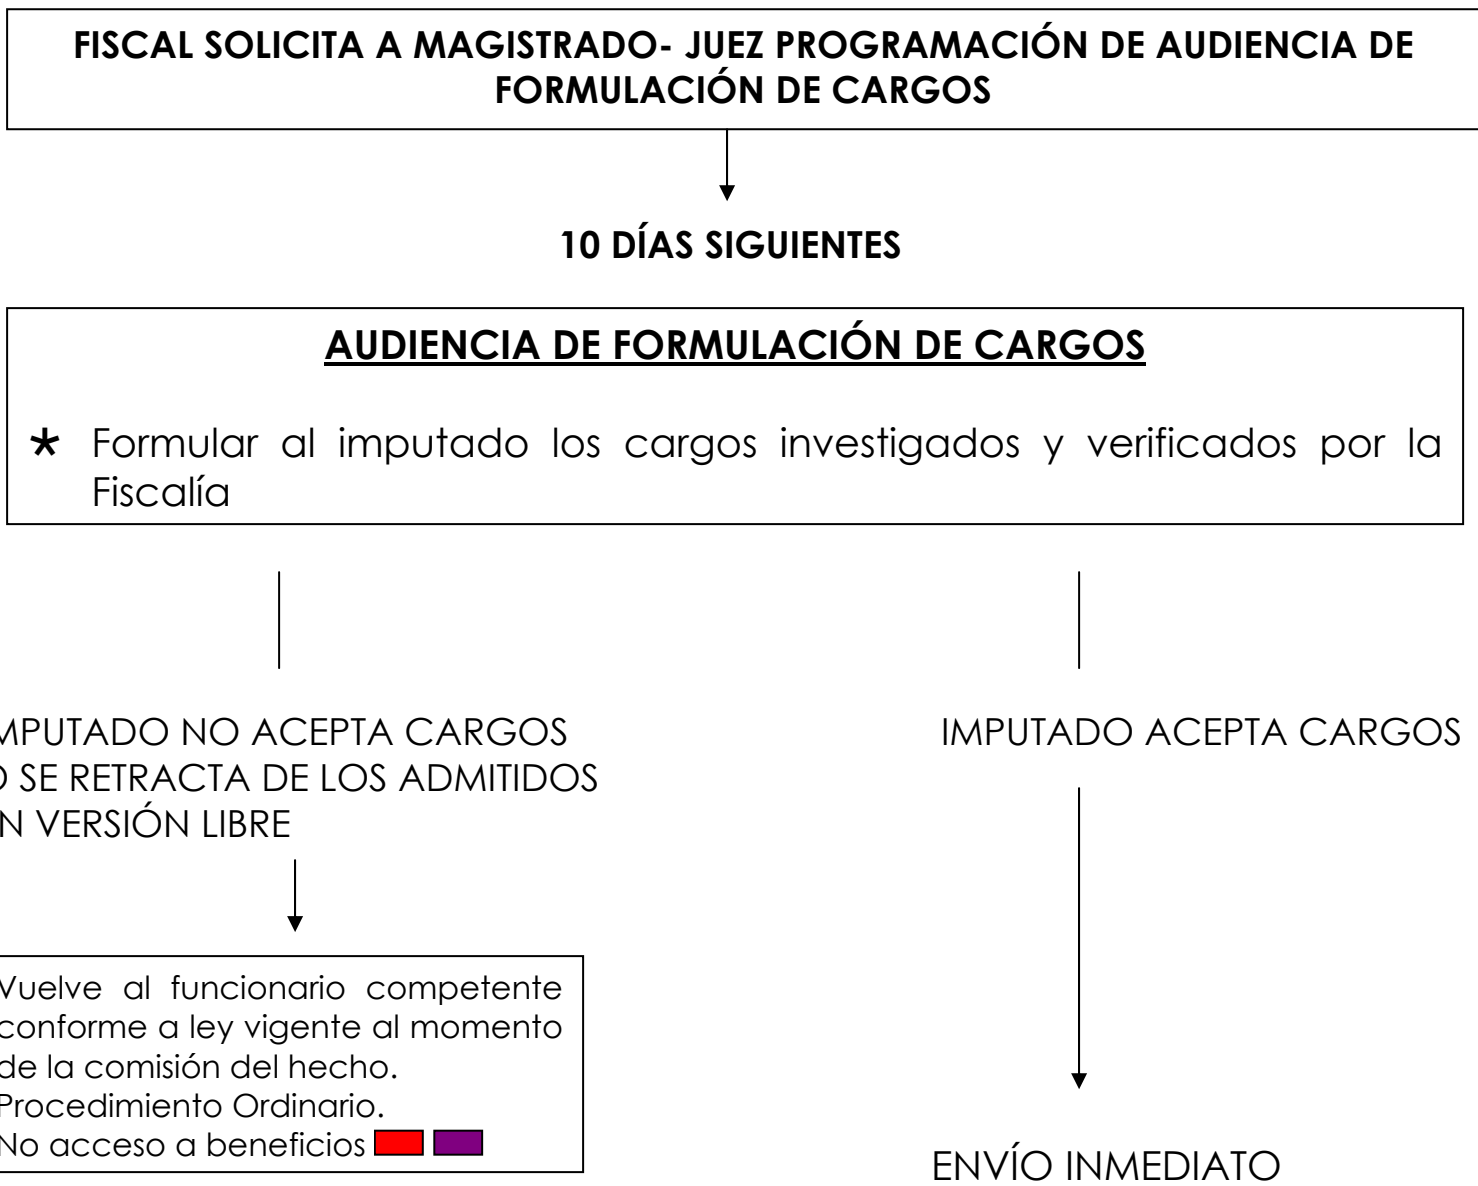 FISCAL SOLICITA A MAGISTRADO- JUEZ PROGRAMACIÓN DE AUDIENCIA DE
FORMULACIÓN DE CARGOS
10 DÍAS SIGUIENTES
AUDIENCIA DE FORMULACIÓN DE CARGOS
* Formular al imputado los cargos investigados y verificados por la
Fiscalía
MPUTADO NO ACEPTA CARGOS
O SE RETRACTA DE LOS ADMITIDOS
N VERSIÓN LIBRE
IMPUTADO ACEPTA CARGOS
Vuelve al funcionario competente
conforme a ley vigente al momento
de la comisión del hecho.
Procedimiento Ordinario.
No acceso a beneficios
ENVÍO INMEDIATO